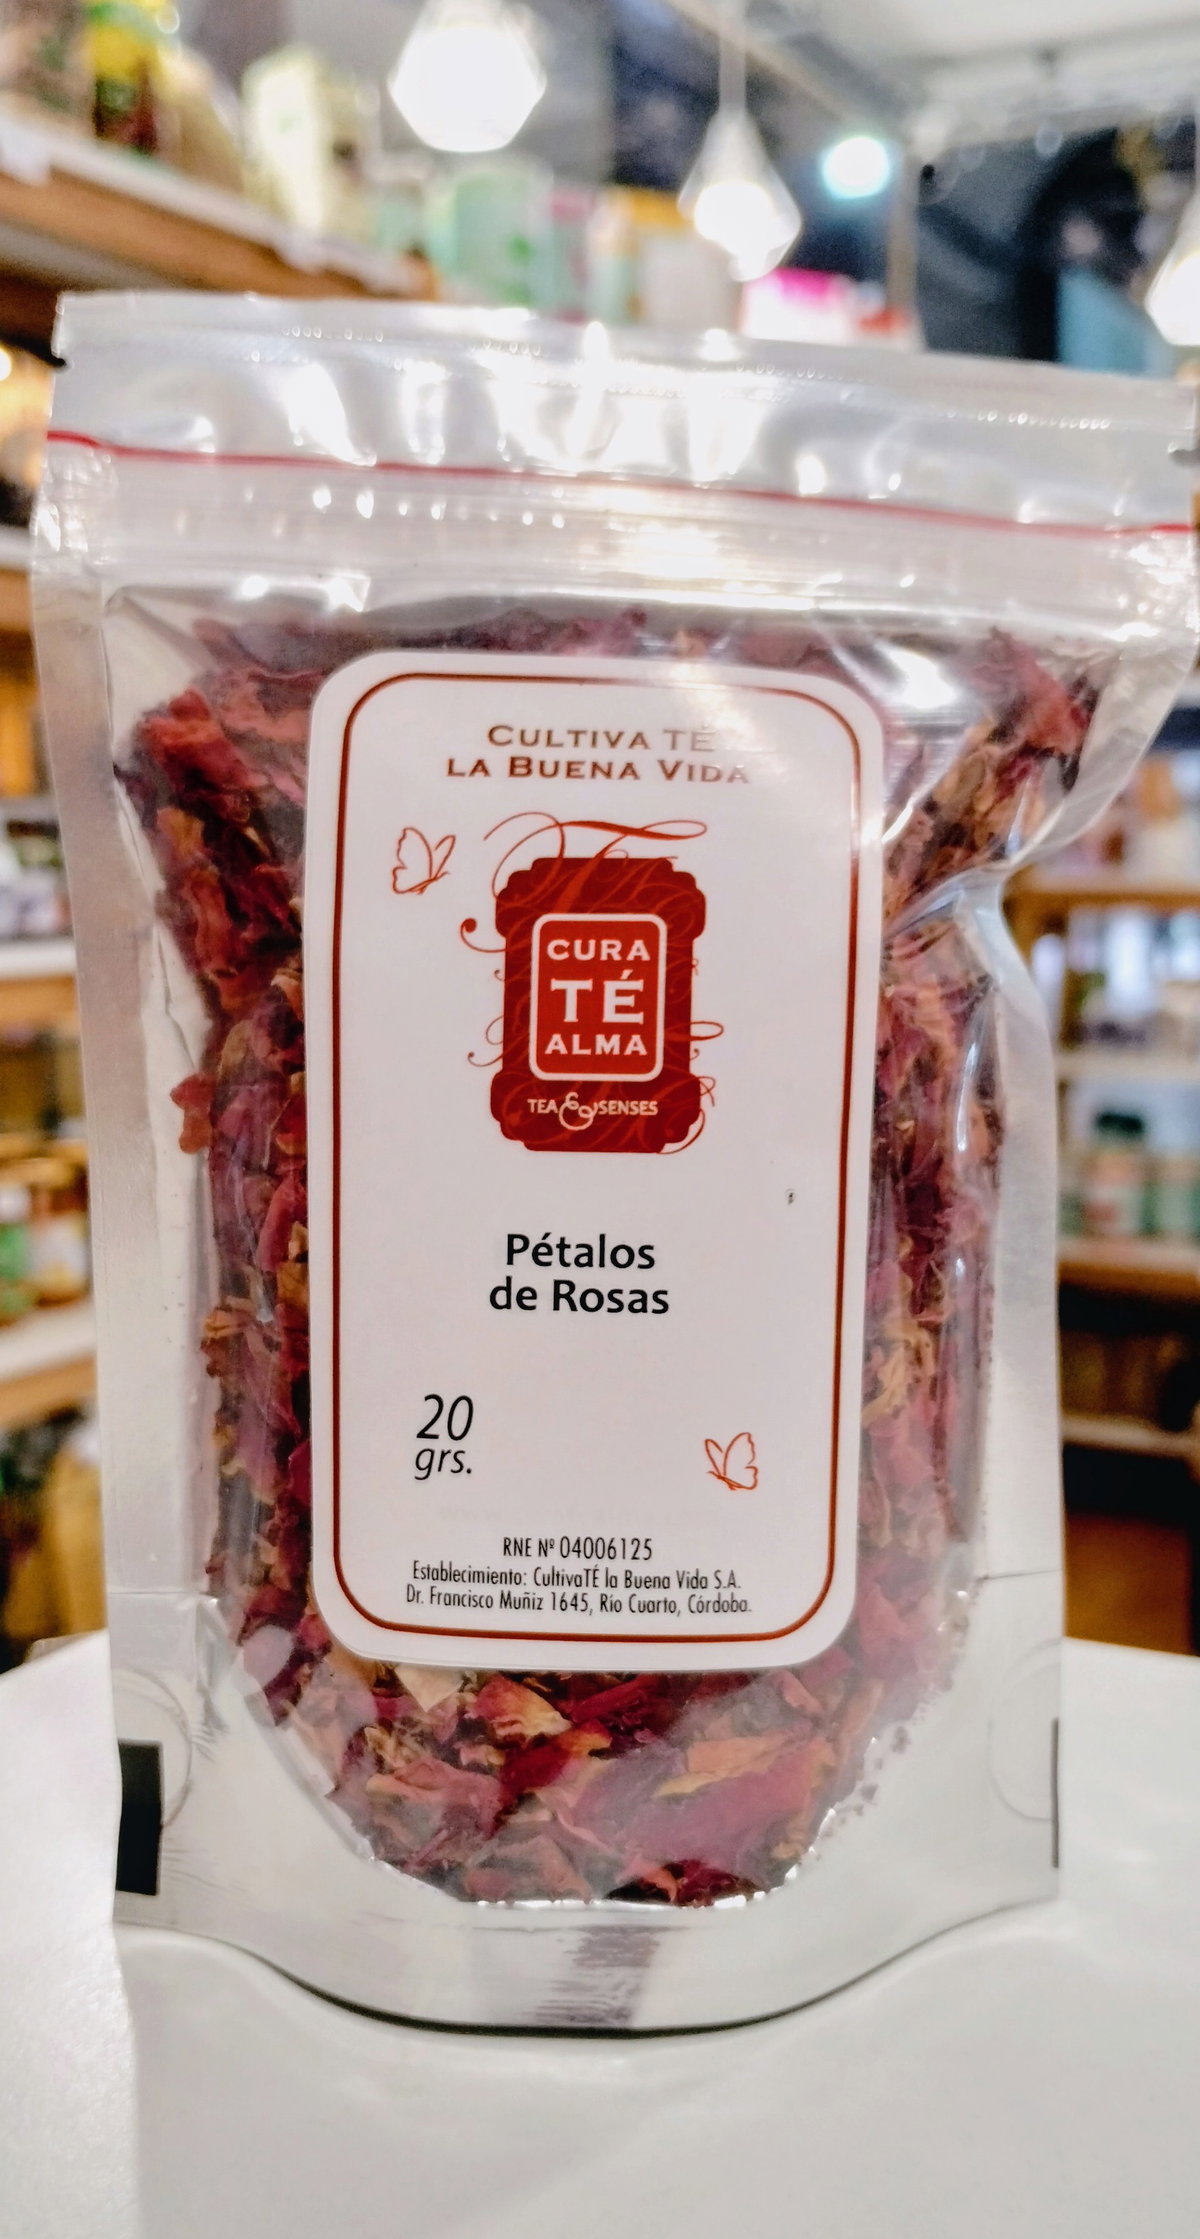 CULTIVA TÉ
LA BUENA VIDA
CURA
TÉ
ALMA
TEA & SENSES
Pétalos
de Rosas
20
grs.
RNE Nº 04006125
Establecimiento: CultivaTÉ la Buena Vida S.A.
Dr. Francisco Muñiz 1645, Río Cuarto, Córdoba.